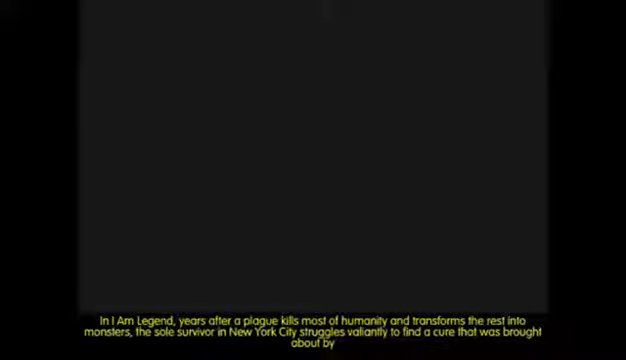 In I Am Legend, years after a plague kills most of humanity and transforms the rest into
monsters, the sole survivor in New York City struggles valiantly to find a cure that was brought
about by